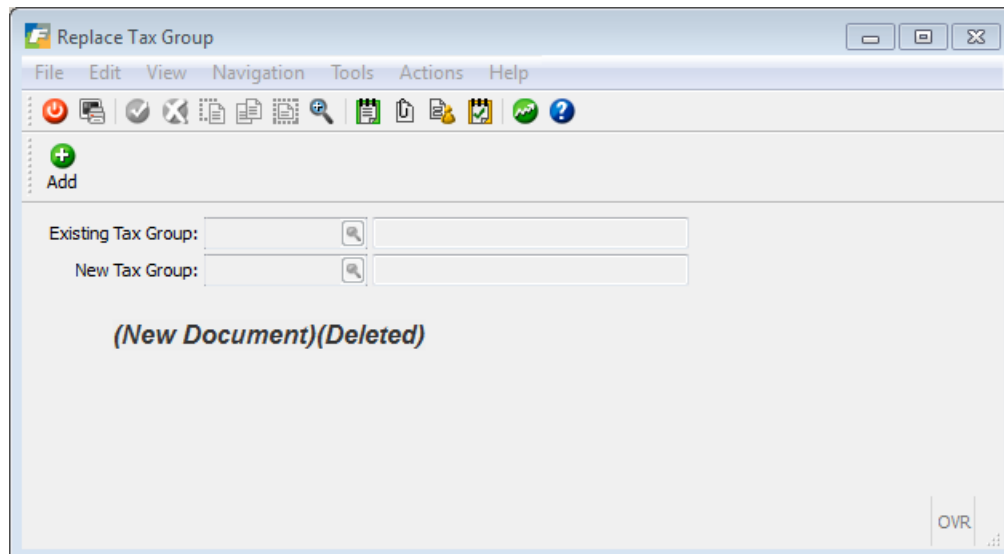 Replace Tax Group
File Edit View Navigation Tools Actions Help
Add
Existing Tax Group:
New Tax Group:
(New Document)(Deleted)
OVR